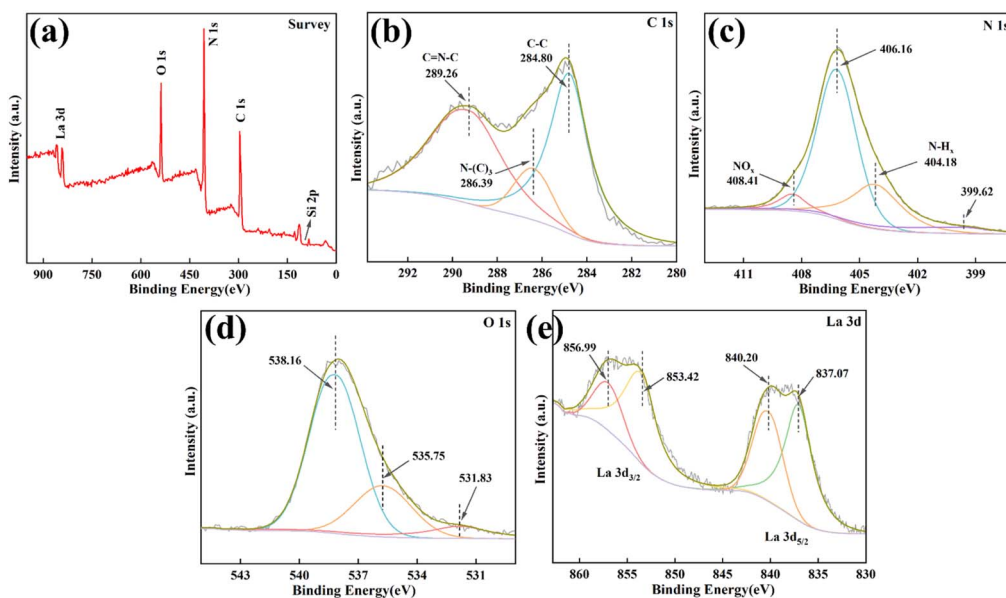 (a)
Survey
La 3d
O 1s
N 1s
C 1s
Si 2p
Intensity (a.u.)
900
750
600
450
300
150
0
Binding Energy(eV)
(b)
C 1s
C=N-C
289.26
C-C
284.80
N-(C)₃
286.39
Intensity (a.u.)
292
290
288
286
284
282
280
Binding Energy(eV)
(c)
N 1s
406.16
NOₓ
408.41
N-Hₓ
404.18
399.62
Intensity (a.u.)
411
408
405
402
399
Binding Energy(eV)
(d)
O 1s
538.16
535.75
531.83
Intensity (a.u.)
543
540
537
534
531
Binding Energy(eV)
(e)
La 3d
856.99
853.42
840.20
837.07
La 3d₃/₂
La 3d₅/₂
Intensity (a.u.)
860
855
850
845
840
835
830
Binding Energy(eV)